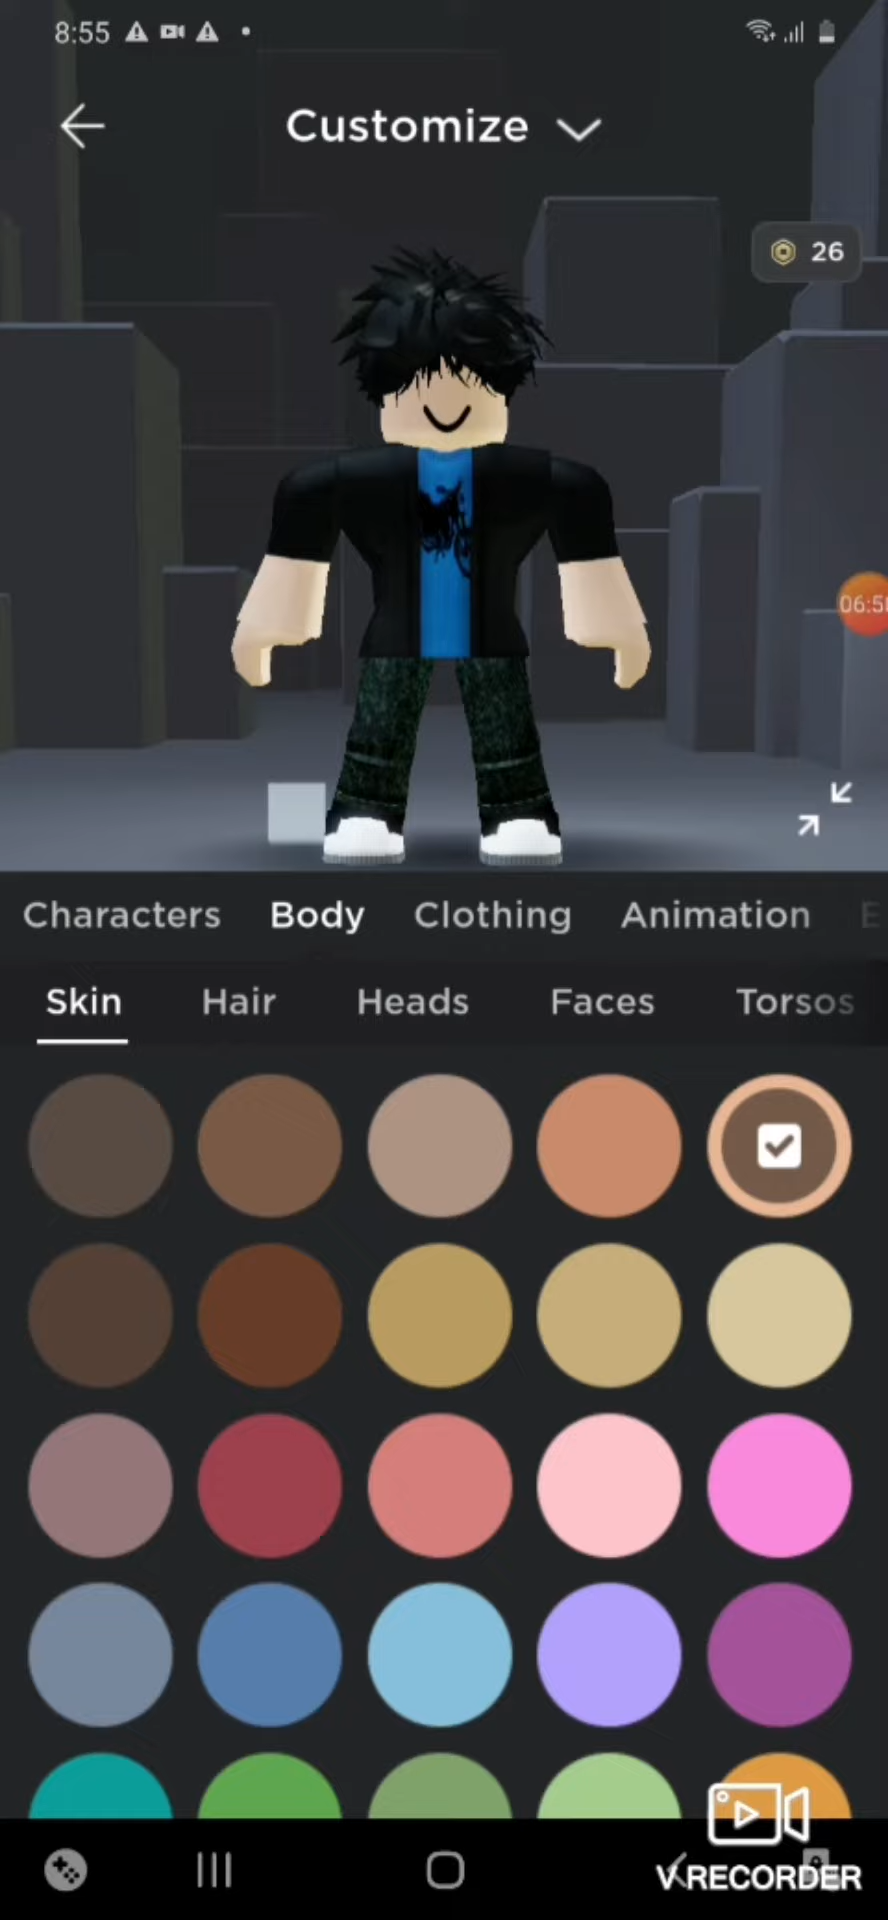 8:55
Customize
26
06:5
Characters Body Clothing Animation E
Skin Hair Heads Faces Torsos
V RECORDER